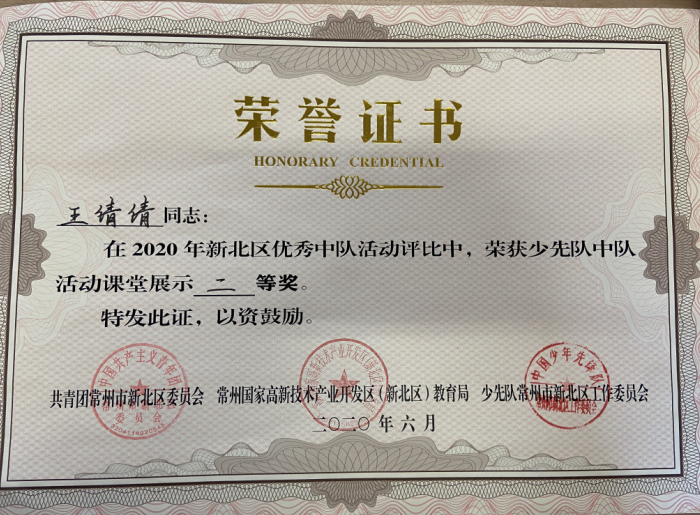 荣誉证书
HONORARY CREDENTIAL
王倩倩同志：
在2020年新北区优秀中队活动评比中，荣获少先队中队
活动课堂展示二等奖。
特发此证，以资鼓励。
共青团常州市新北区委员会 常州国家高新技术产业开发区（新北区）教育局 少先队常州市新北区工作委员会
二〇二〇年六月